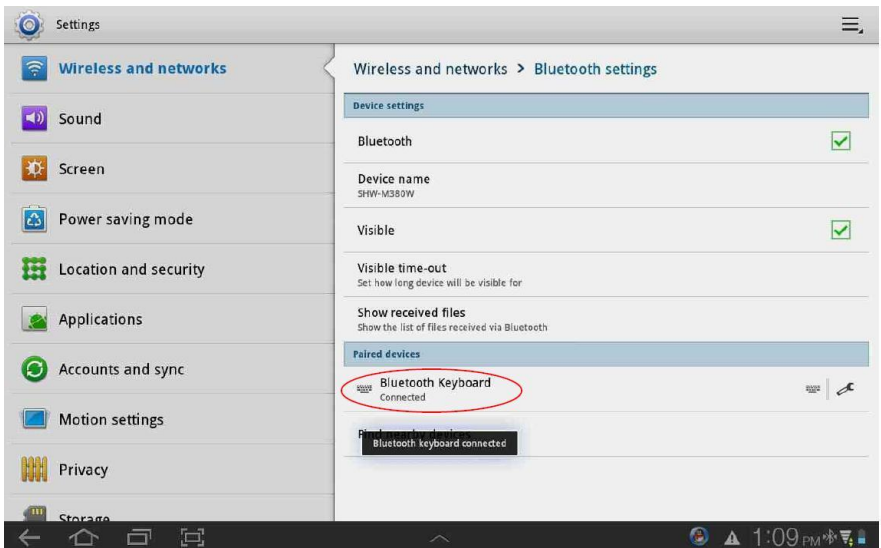 Settings
Wireless and networks
Sound
Screen
Power saving mode
Location and security
Applications
Accounts and sync
Motion settings
Privacy
Storage
Wireless and networks > Bluetooth settings
Device settings
Bluetooth
Device name
SHW-M380W
Visible
Visible time-out
Set how long device will be visible for
Show received files
Show the list of files received via Bluetooth
Paired devices
Bluetooth Keyboard
Connected
Find nearby devices
Bluetooth keyboard connected
1:09 PM